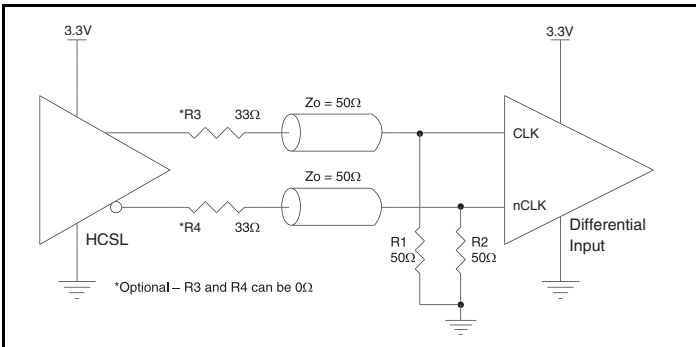 3.3V
3.3V
*R3 33Ω
Zo = 50Ω
CLK
Zo = 50Ω
*R4 33Ω
nCLK
HCSL
R1
50Ω
R2
50Ω
Differential
Input
*Optional – R3 and R4 can be 0Ω